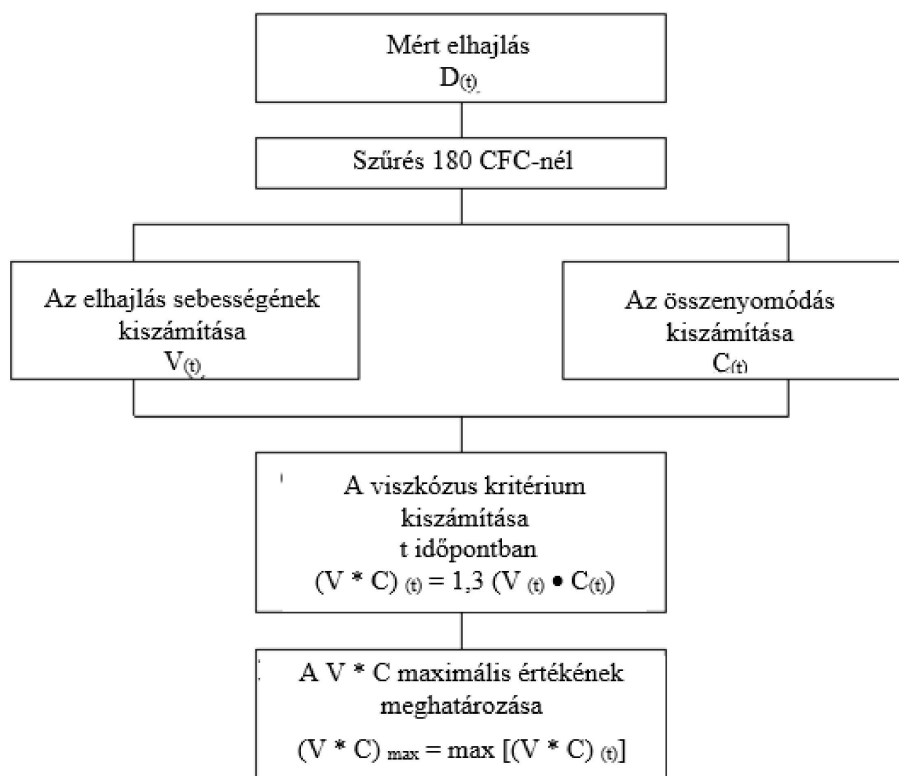 Mért elhajlás
D(t)
Szűrés 180 CFC-nél
Az elhajlás sebességének
kiszámítása
V(t)
Az összenyomódás
kiszámítása
C(t)
A viszkózus kritérium
kiszámítása
t időpontban
(V * C) (t) = 1,3 (V (t) • C(t))
A V * C maximális értékének
meghatározása
(V * C) max = max [(V * C) (t)]